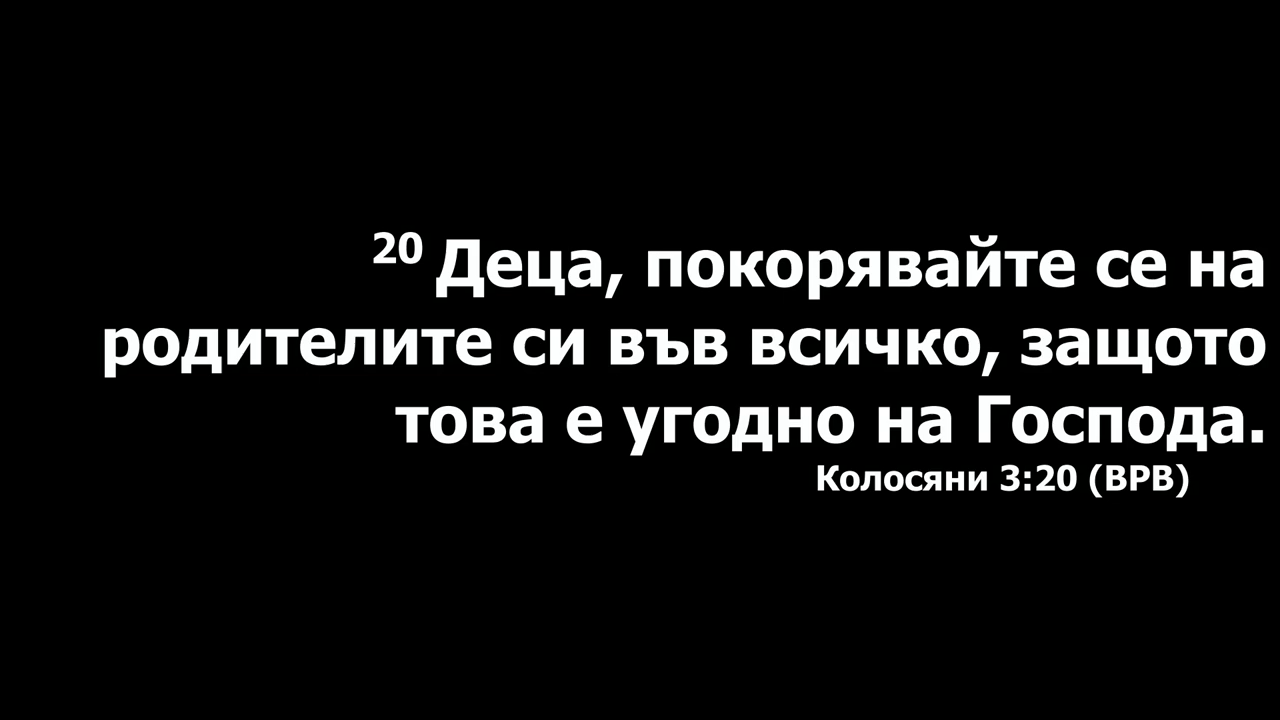 20 Деца, покорявайте се на
родителите си във всичко, защото
това е угодно на Господа.
Колосяни 3:20 (ВРВ)